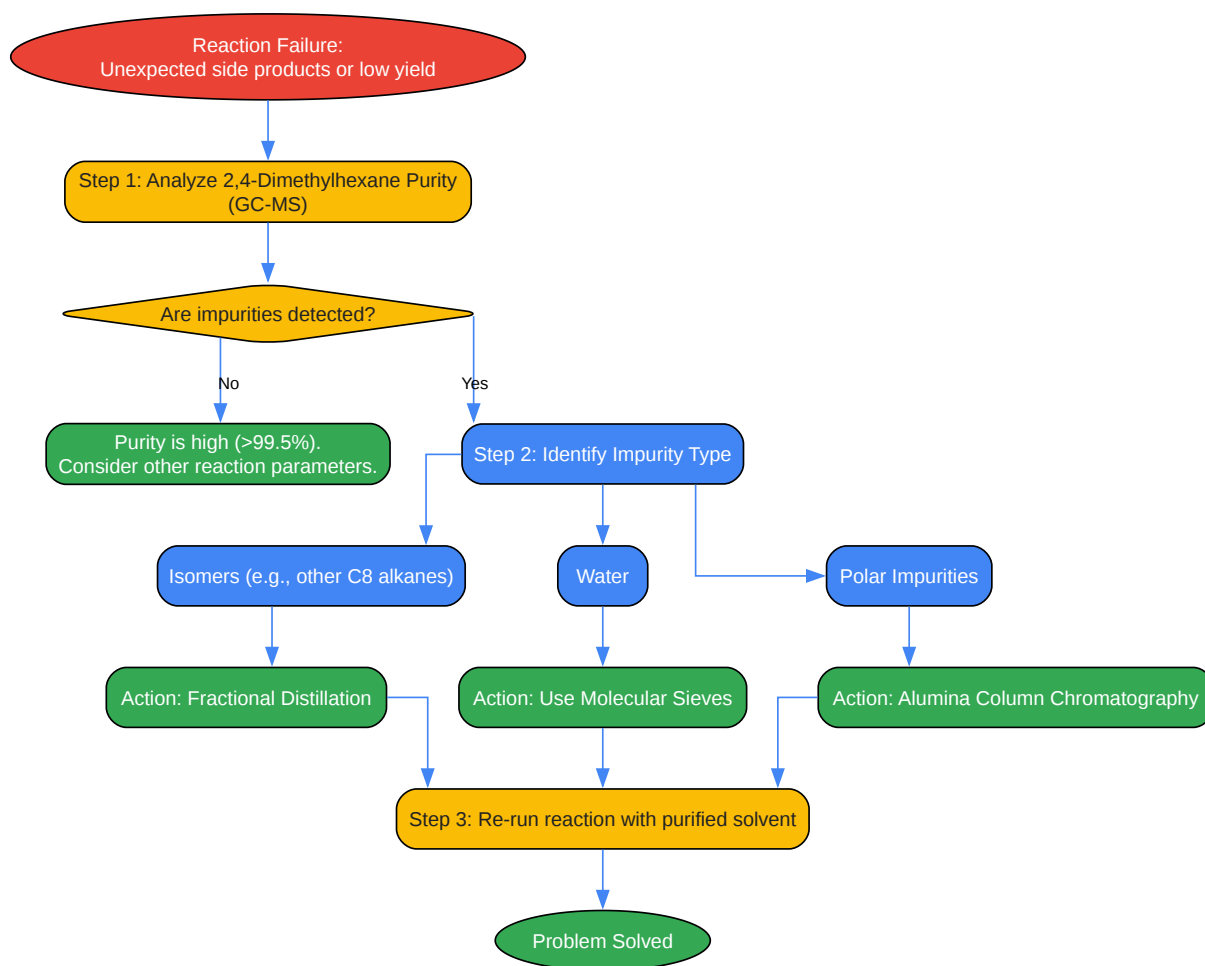 Reaction Failure:
Unexpected side products or low yield
Step 1: Analyze 2,4-Dimethylhexane Purity
(GC-MS)
Are impurities detected?
No
Yes
Purity is high (>99.5%).
Consider other reaction parameters.
Step 2: Identify Impurity Type
Isomers (e.g., other C8 alkanes)
Water
Polar Impurities
Action: Fractional Distillation
Action: Use Molecular Sieves
Action: Alumina Column Chromatography
Step 3: Re-run reaction with purified solvent
Problem Solved